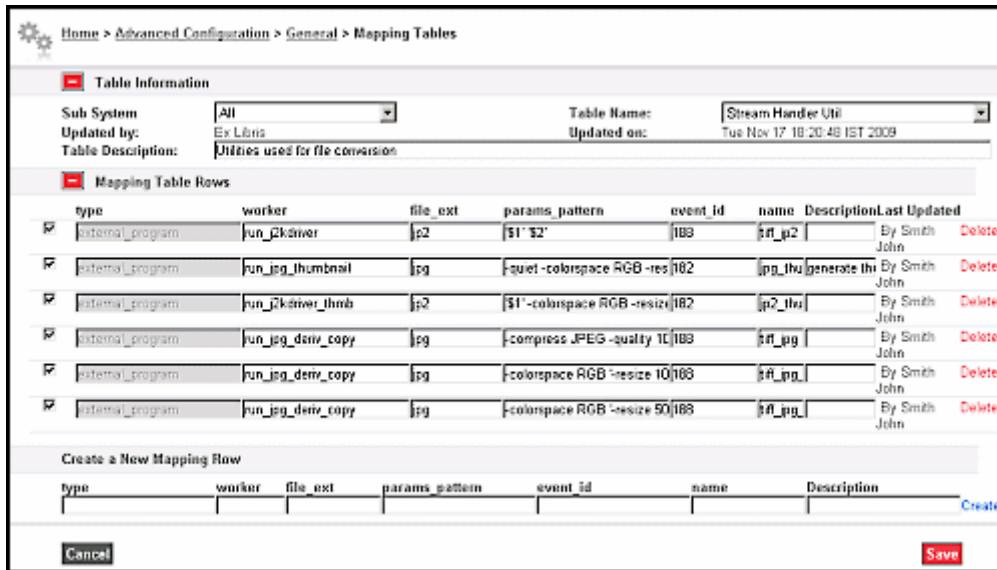 Home > Advanced Configuration > General > Mapping Tables
Table Information
Sub System All Table Name: Stream Hander Util
Updated by: Ex Libris Updated on: Tue Nov 17 18:20:48 IST 2009
Table Description: Utilities used for file conversion
Mapping Table Rows
type worker file_ext params_pattern event_id name Description Last Updated
external_program run_j2kdriver jp2 '$1' '$2' 188 tiff_jp2 By Smith John Delete
external_program run_jpg_thumbnail jpg -quiet -colorspace RGB -res 182 jpg_thu generate th By Smith John Delete
external_program run_j2kdriver_thmb jp2 '$1' -colorspace RGB -resize 182 jp2_thu By Smith John Delete
external_program run_jpg_deriv_copy jpg -compress JPEG -quality 10 188 tiff_jpg By Smith John Delete
external_program run_jpg_deriv_copy jpg -colorspace RGB '-resize 10 188 tiff_jpg_ By Smith John Delete
external_program run_jpg_deriv_copy jpg -colorspace RGB '-resize 50 188 tiff_jpg_ By Smith John Delete
Create a New Mapping Row
type worker file_ext params_pattern event_id name Description
Create
Cancel Save